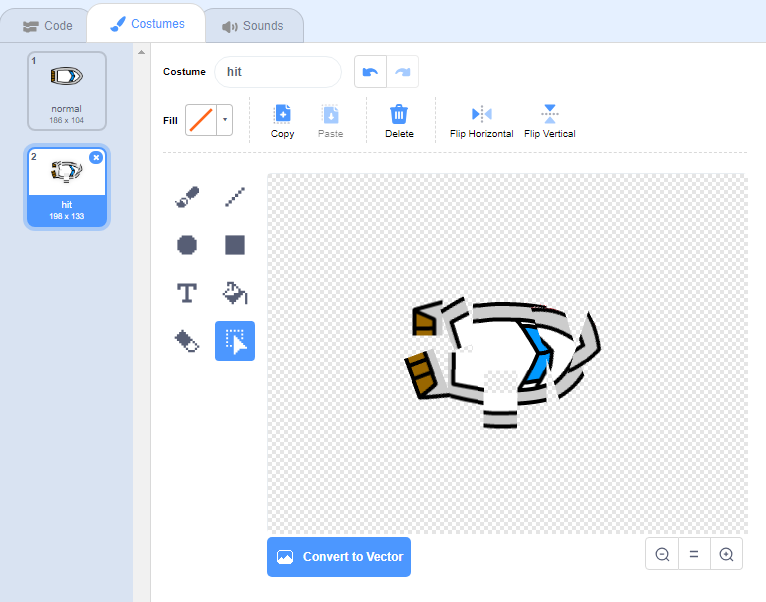 Code
Costumes
Sounds
1
normal
186 x 104
2
hit
198 x 133
Costume
hit
Fill
Copy
Paste
Delete
Flip Horizontal
Flip Vertical
T
Convert to Vector